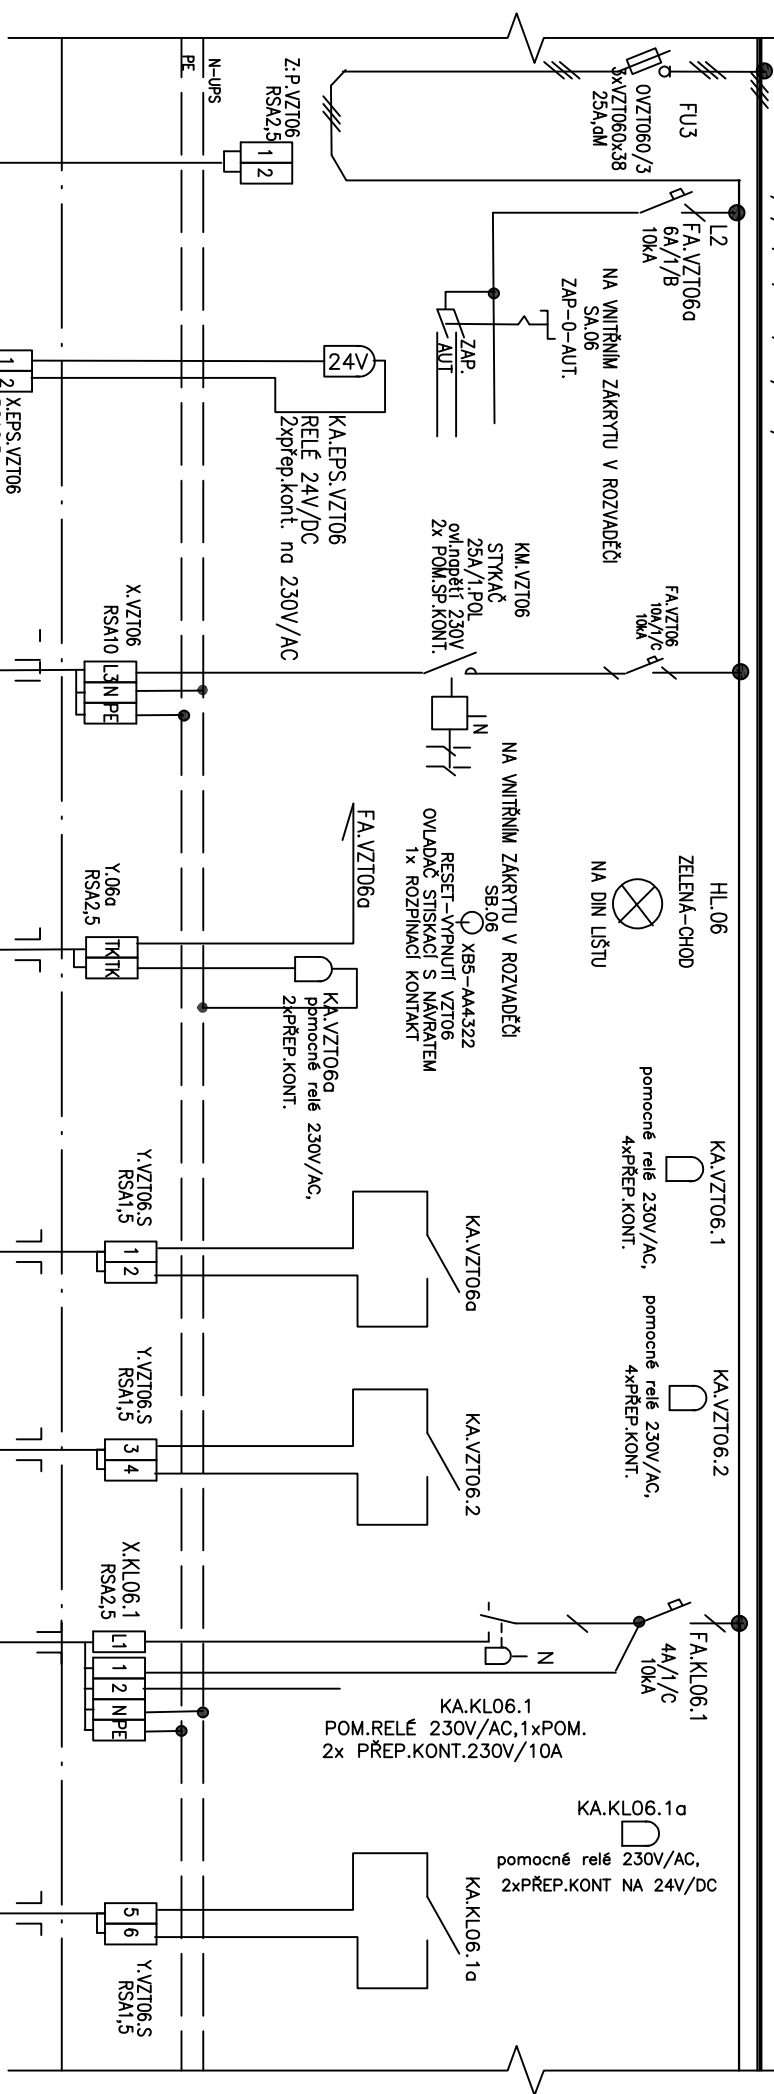 FU3
OVZT060/3
3xVZT060x38
25A,aM
N-UPS
PE
Z:P.VZT06
RSA2,5
1 2
L2
FA.VZT06a
6A/1/B
10kA
NA VNITŘNÍM ZÁKRYTU V ROZVADĚČI
SA.06
ZAP-0-AUT.
ZAP.
AUT
24V
KA.EPS.VZT06
RELÉ 24V/DC
2xpřep.kont. na 230V/AC
1 2
X.EPS.VZT06
FA.VZT06
10A/1/C
10kA
KM.VZT06
STYKAČ
25A/1.POL
ovl.napětí 230V
2x POM.SP.KONT.
N
X.VZT06
RSA10
L3 N PE
HL.06
ZELENÁ-CHOD
NA DIN LIŠTU
NA VNITŘNÍM ZÁKRYTU V ROZVADĚČI
SB.06
XB5-AA4322
RESET-VYPNUTÍ VZT06
OVLADAČ STISKACÍ S NÁVRATEM
1x ROZPÍNACÍ KONTAKT
FA.VZT06a
Y.06a
RSA2,5
TK TK
KA.VZT06a
pomocné relé 230V/AC,
2xPŘEP.KONT.
KA.VZT06.1
pomocné relé 230V/AC,
4xPŘEP.KONT.
KA.VZT06a
Y.VZT06.S
RSA1,5
1 2
KA.VZT06.2
pomocné relé 230V/AC,
4xPŘEP.KONT.
KA.VZT06.2
Y.VZT06.S
RSA1,5
3 4
FA.KL06.1
4A/1/C
10kA
N
KA.KL06.1
POM.RELÉ 230V/AC,1xPOM.
2x PŘEP.KONT.230V/10A
X.KL06.1
RSA2,5
L1 1 2 N PE
KA.KL06.1a
pomocné relé 230V/AC,
2xPŘEP.KONT NA 24V/DC
KA.KL06.1a
5 6
Y.VZT06.S
RSA1,5